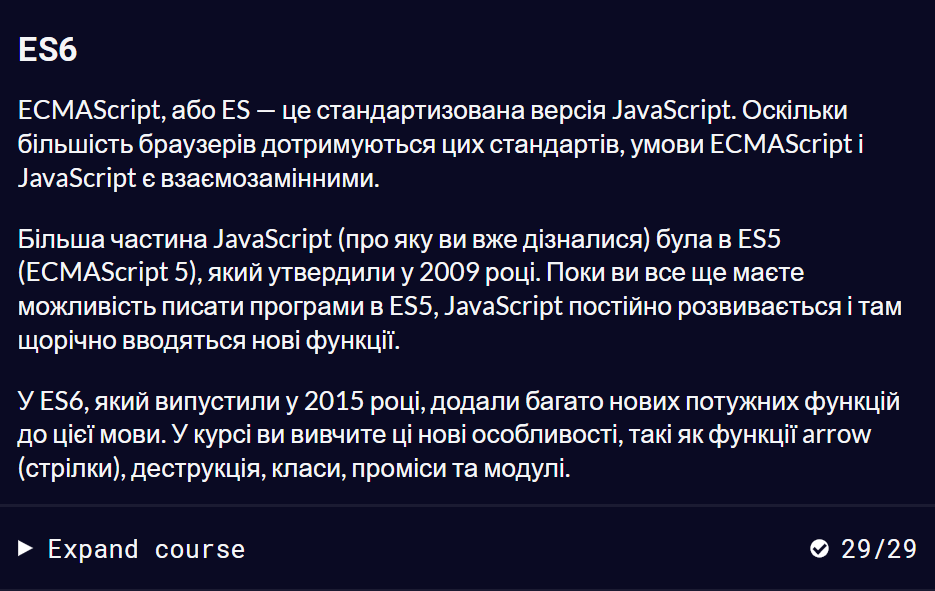 ES6
ECMAScript, або ES — це стандартизована версія JavaScript. Оскільки
більшість браузерів дотримуються цих стандартів, умови ECMAScript і
JavaScript є взаємозамінними.
Більша частина JavaScript (про яку ви вже дізналися) була в ES5
(ECMAScript 5), який утвердили у 2009 році. Поки ви все ще маєте
можливість писати програми в ES5, JavaScript постійно розвивається і там
щорічно вводяться нові функції.
У ES6, який випустили у 2015 році, додали багато нових потужних функцій
до цієї мови. У курсі ви вивчите ці нові особливості, такі як функції arrow
(стрілки), деструкція, класи, проміси та модулі.
Expand course 29/29